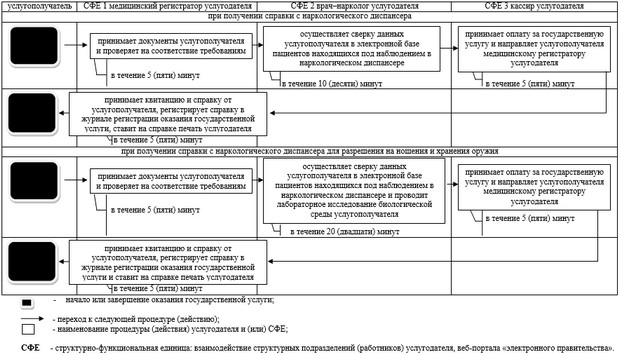 услугополучатель СФЕ 1 медицинский регистратор услугодателя СФЕ 2 врач–нарколог услугодателя СФЕ 3 кассир услугодателя
при получении справки с наркологического диспансера
принимает документы услугополучателя
и проверяет на соответствие требованиям
в течение 5 (пяти) минут
осуществляет сверку данных
услугополучателя в электронной базе
пациентов находящихся под наблюдением в
наркологическом диспансере
в течение 10 (десяти) минут
принимает оплату за государственную
услугу и направляет услугополучателя
медицинскому регистратору
услугодателя
в течение 5 (пяти) минут
принимает квитанцию и справку от
услугополучателя, регистрирует справку в
журнале регистрации оказания государственной
услуги, ставит на справке печать услугодателя
в течение 5 (пяти) минут
при получении справки с наркологического диспансера для разрешения на ношения и хранения оружия
принимает документы услугополучателя
и проверяет на соответствие требованиям
в течение 5 (пяти) минут
осуществляет сверку данных
услугополучателя в электронной базе
пациентов находящихся под наблюдением в
наркологическом диспансере и проводит
лабораторное исследование биологической
среды услугополучателя
в течение 20 (двадцати) минут
принимает оплату за государственную
услугу и направляет услугополучателя
медицинскому регистратору
услугодателя
в течение 5 (пяти) минут
принимает квитанцию и справку от
услугополучателя, регистрирует справку в
журнале регистрации оказания государственной
услуги и ставит на справке печать услугодателя
в течение 5 (пяти) минут
- начало или завершение оказания государственной услуги;
- переход к следующей процедуре (действию);
- наименование процедуры (действия) услугодателя и (или) СФЕ;
СФЕ - структурно-функциональная единица: взаимодействие структурных подразделений (работников) услугодателя, веб-портала «электронного правительства».